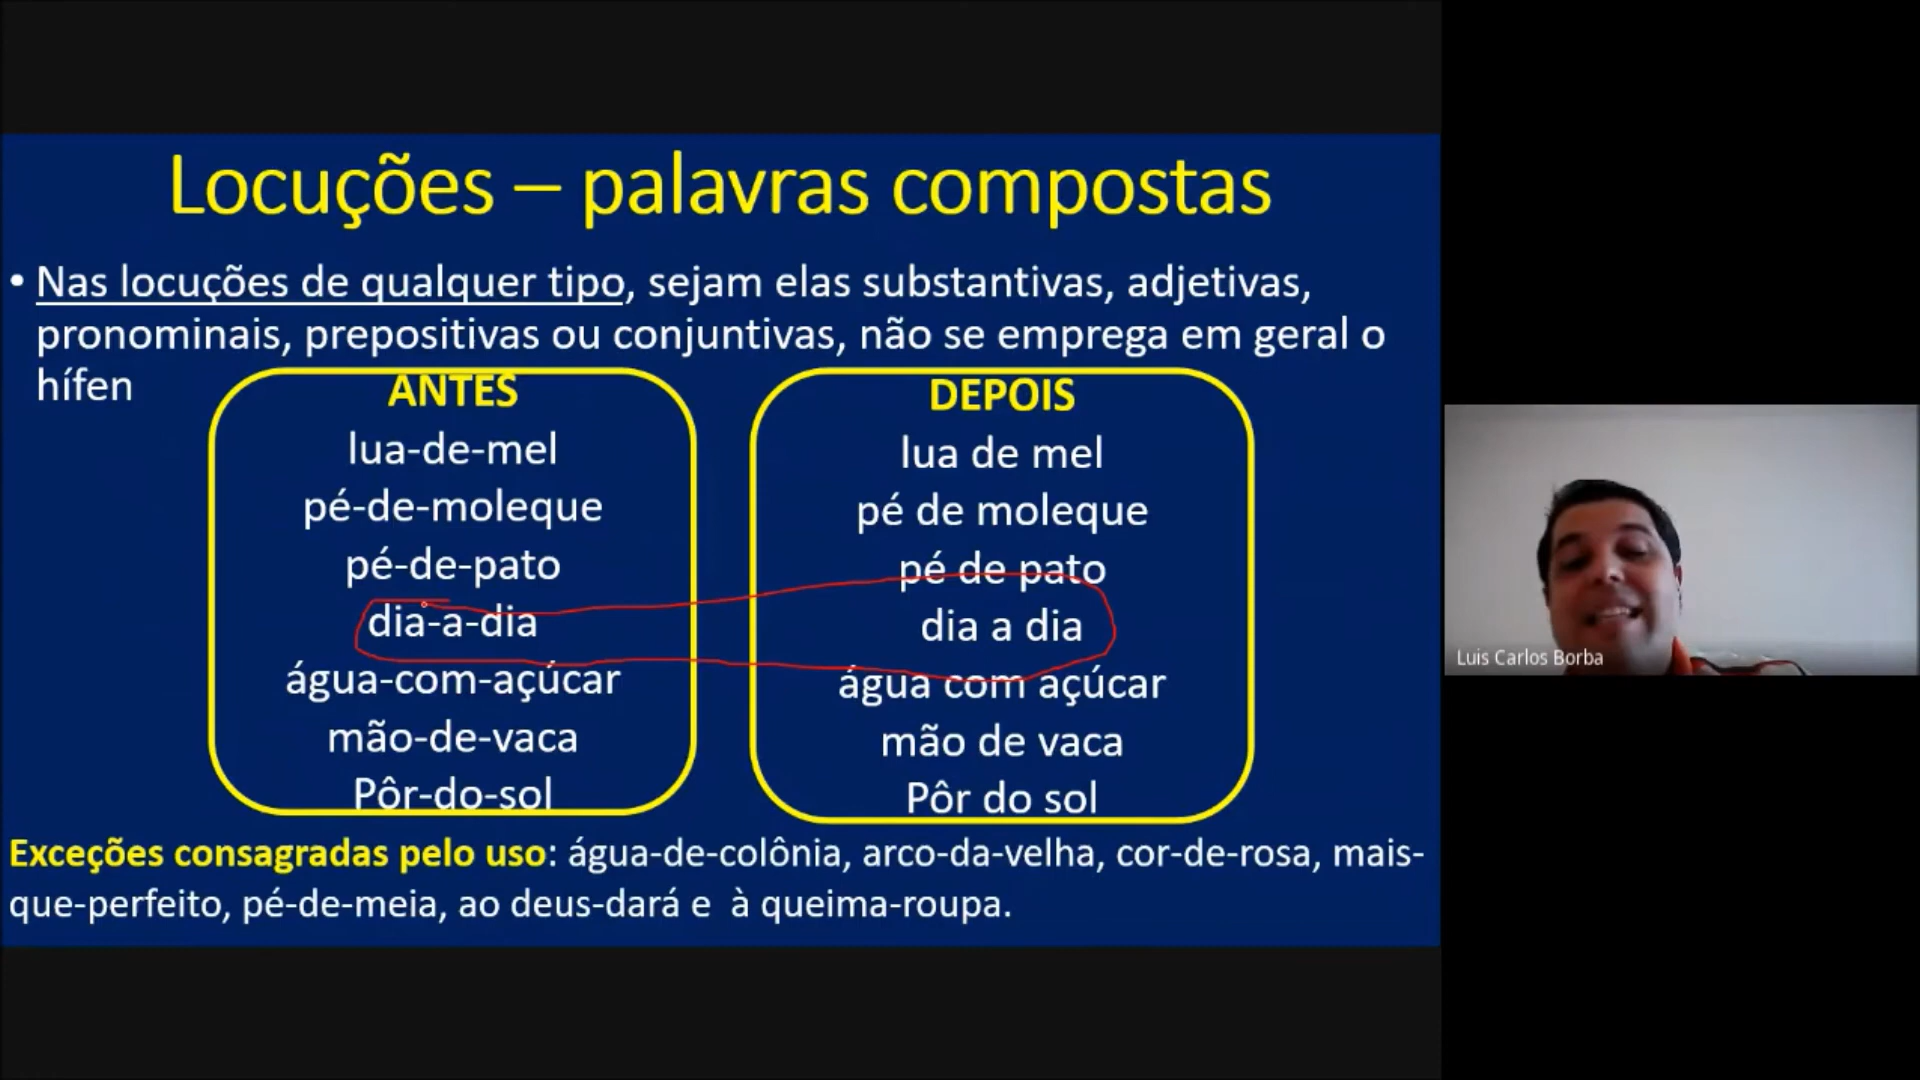 Locuções – palavras compostas
• Nas locuções de qualquer tipo, sejam elas substantivas, adjetivas,
pronominais, prepositivas ou conjuntivas, não se emprega em geral o
hífen
ANTES
lua-de-mel
pé-de-moleque
pé-de-pato
dia-a-dia
água-com-açúcar
mão-de-vaca
Pôr-do-sol
DEPOIS
lua de mel
pé de moleque
pé de pato
dia a dia
água com açúcar
mão de vaca
Pôr do sol
Exceções consagradas pelo uso: água-de-colônia, arco-da-velha, cor-de-rosa, mais-
que-perfeito, pé-de-meia, ao deus-dará e à queima-roupa.
Luis Carlos Borba